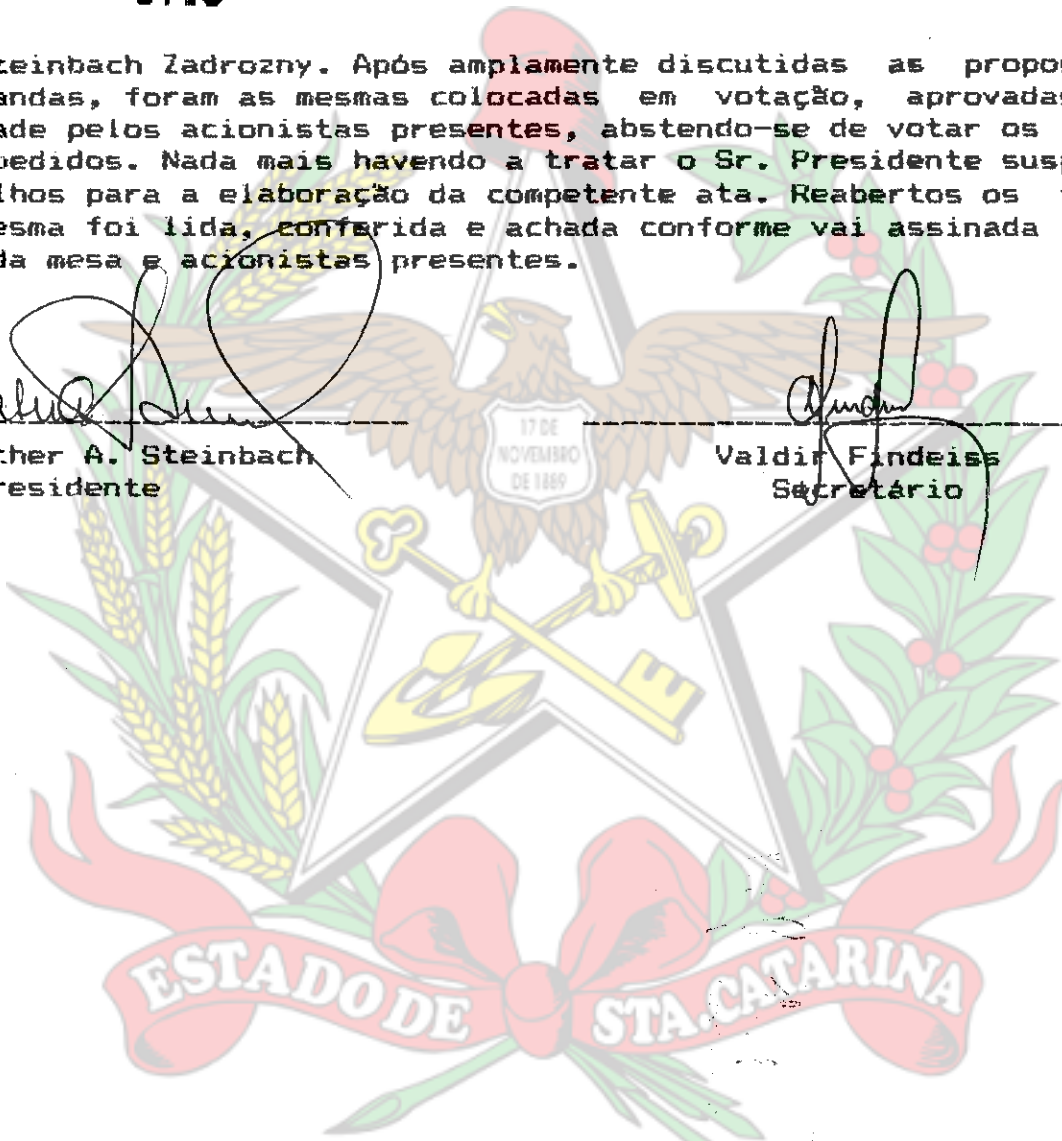 teinbach Zadrozny. Após amplamente discutidas as propo
andas, foram as mesmas colocadas em votação, aprovadas
ade pelos acionistas presentes, abstendo-se de votar os
pedidos. Nada mais havendo a tratar o Sr. Presidente susp
lhos para a elaboração da competente ata. Reabertos os
esma foi lida, conferida e achada conforme vai assinada
da mesa e acionistas presentes.
ther A. Steinbach
residente
Valdir Findeiss
Secretário
17 DE
NOVEMBRO
DE 1889
ESTADO DE STA.CATARINA